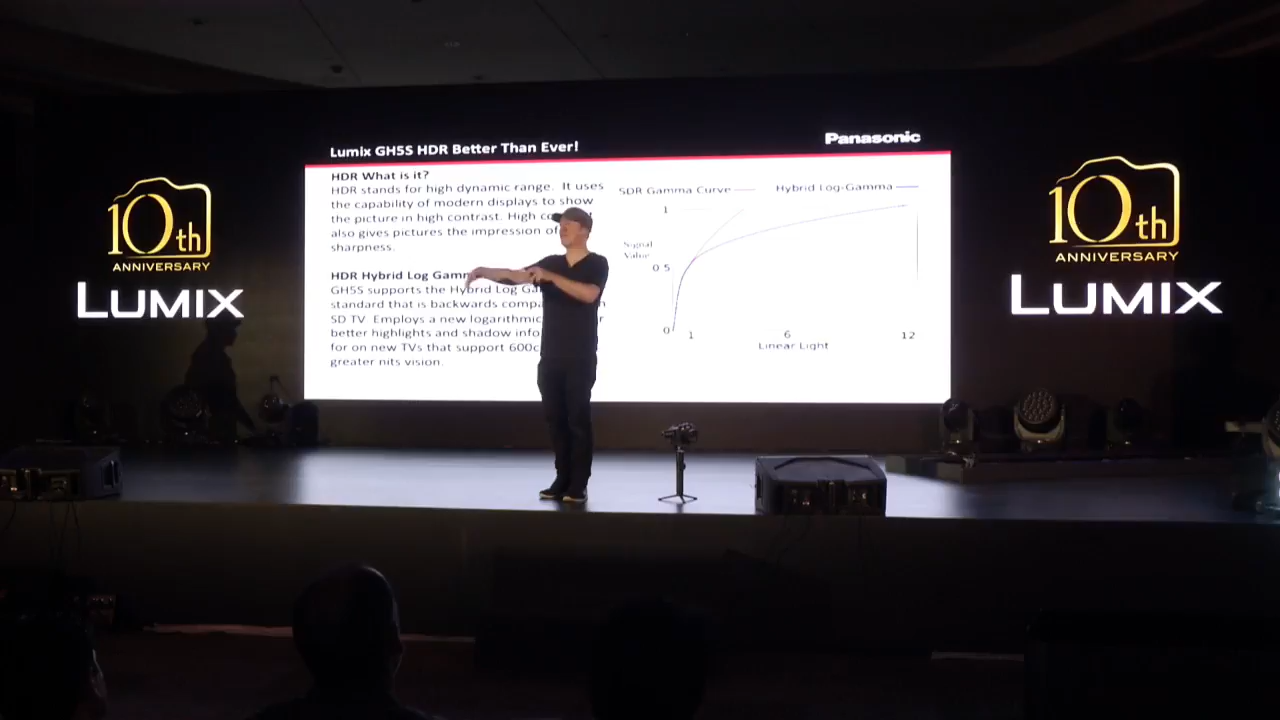 Lumix GH5S HDR Better Than Ever!
Panasonic
HDR What is it?
HDR stands for high dynamic range. It uses
the capability of modern displays to show
the picture in high contrast. High
also gives pictures the impression of
sharpness.
HDR Hybrid Log
GH5S supports the Hybrid Log
standard that is backwards
SD TV. Employs a new logarithmic
better highlights and shadow
for on new TVs that support
greater nits vision.
SDR Gamma Curve
Hybrid Log-Gamma
1
Signal
Value
0 5
0
1
6
12
Linear Light
10th
ANNIVERSARY
LUMIX
10th
ANNIVERSARY
LUMIX